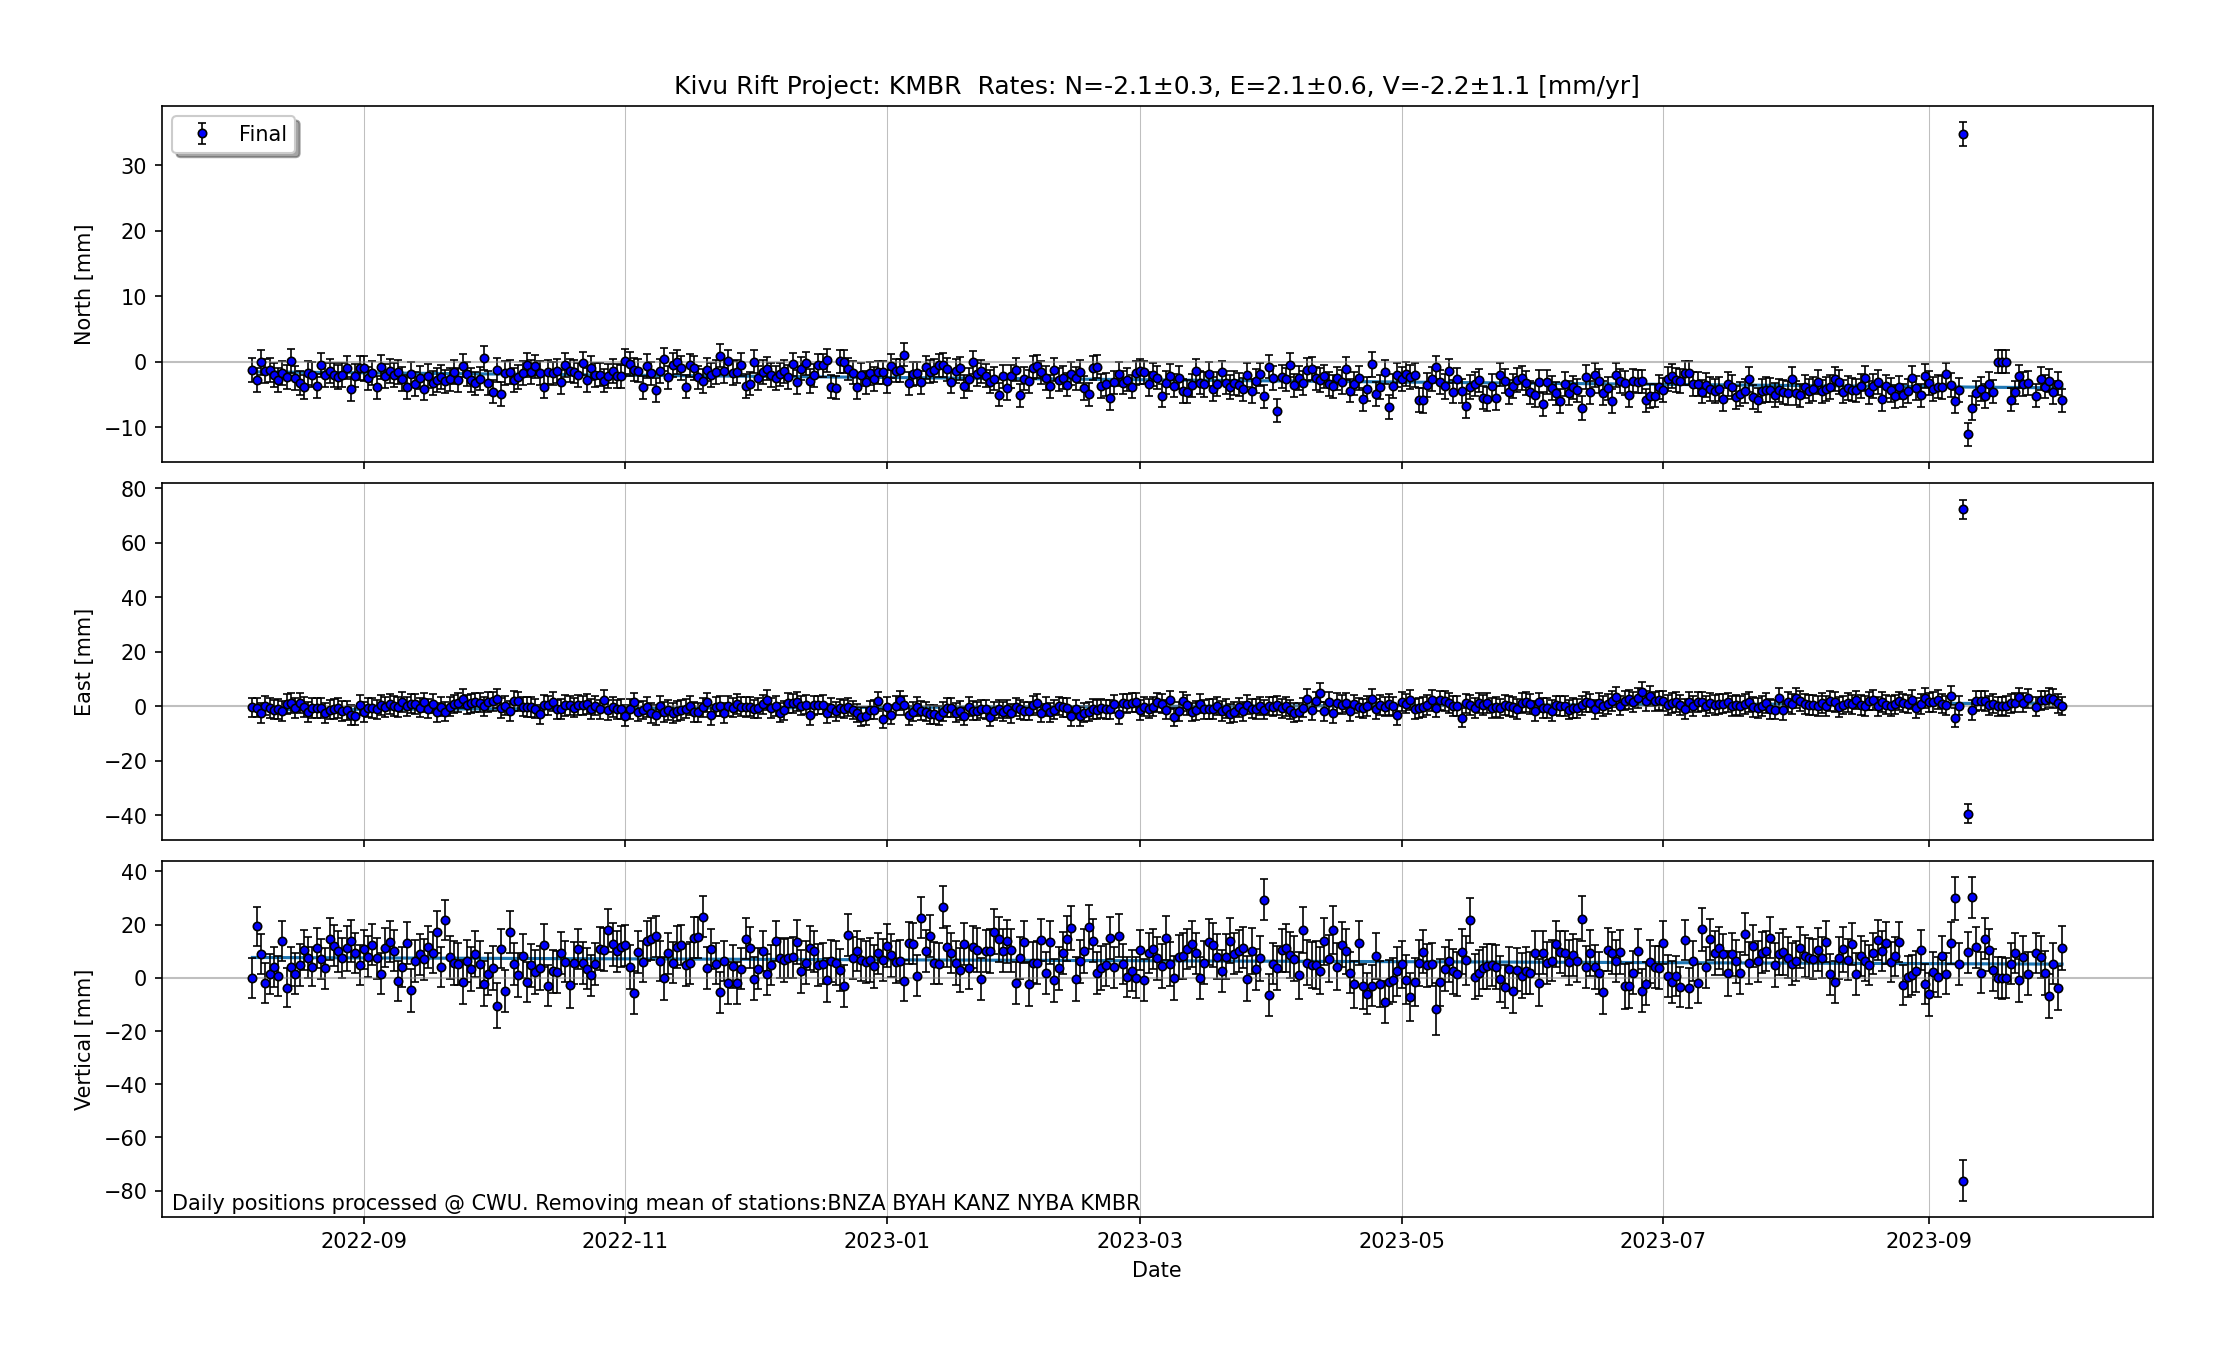 Kivu Rift Project: KMBR  Rates: N=-2.1±0.3, E=2.1±0.6, V=-2.2±1.1 [mm/yr]
Final
North [mm]
30
20
10
0
−10
East [mm]
80
60
40
20
0
−20
−40
Vertical [mm]
40
20
0
−20
−40
−60
−80
Daily positions processed @ CWU. Removing mean of stations:BNZA BYAH KANZ NYBA KMBR
2022-09 2022-11 2023-01 2023-03 2023-05 2023-07 2023-09
Date